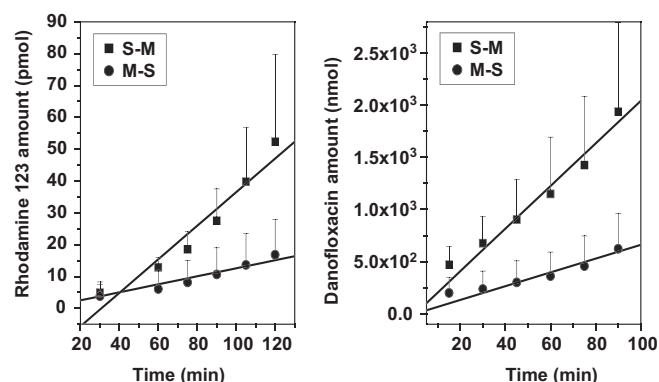 90
80
70
60
50
40
30
20
10
0
Rhodamine 123 amount (pmol)
S-M
M-S
20 40 60 80 100 120
Time (min)
2.5x10³
2.0x10³
1.5x10³
1.0x10³
5.0x10²
0.0
Danofloxacin amount (nmol)
S-M
M-S
20 40 60 80 100
Time (min)